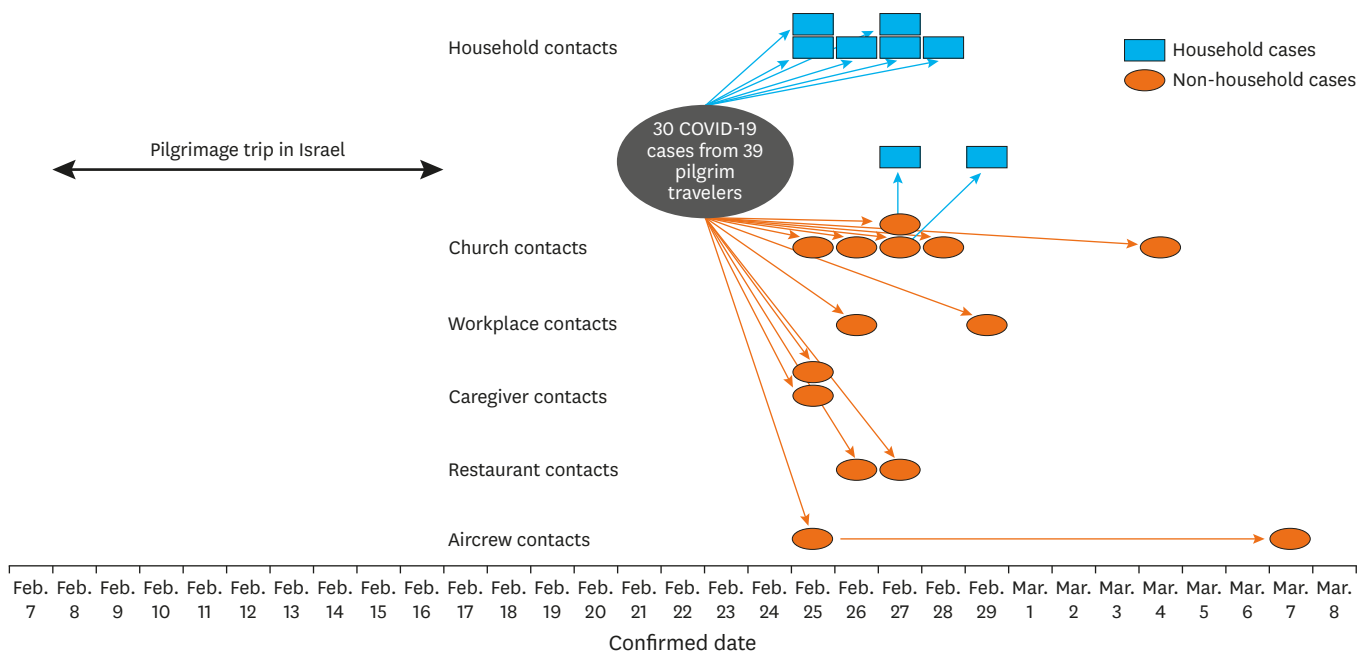 Household contacts
Household cases
Non-household cases
30 COVID-19
cases from 39
pilgrim
travelers
Pilgrimage trip in Israel
Church contacts
Workplace contacts
Caregiver contacts
Restaurant contacts
Aircrew contacts
Feb. Feb. Feb. Feb. Feb. Feb. Feb. Feb. Feb. Feb. Feb. Feb. Feb. Feb. Feb. Feb. Feb. Feb. Feb. Feb. Feb. Feb. Feb. Mar. Mar. Mar. Mar. Mar. Mar. Mar. Mar.
7 8 9 10 11 12 13 14 15 16 17 18 19 20 21 22 23 24 25 26 27 28 29 1 2 3 4 5 6 7 8
Confirmed date